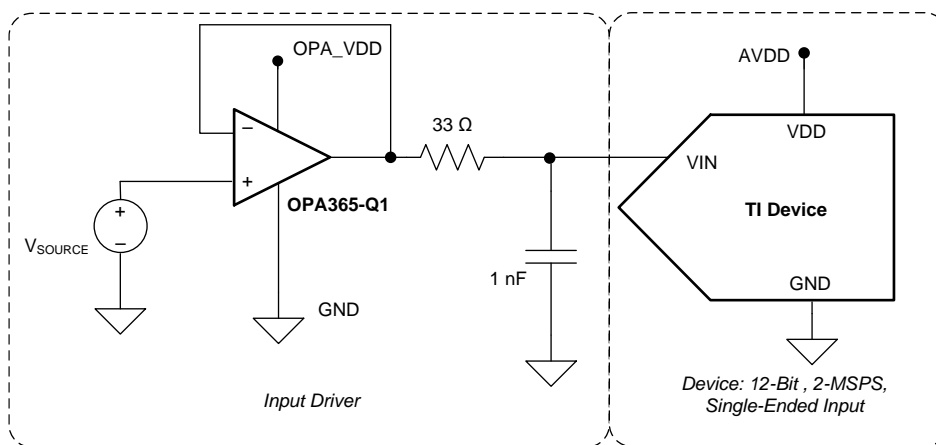 OPA_VDD
−
+
OPA365-Q1
33 Ω
+
−
VSOURCE
GND
1 nF
Input Driver
AVDD
VDD
VIN
TI Device
GND
Device: 12-Bit , 2-MSPS,
Single-Ended Input